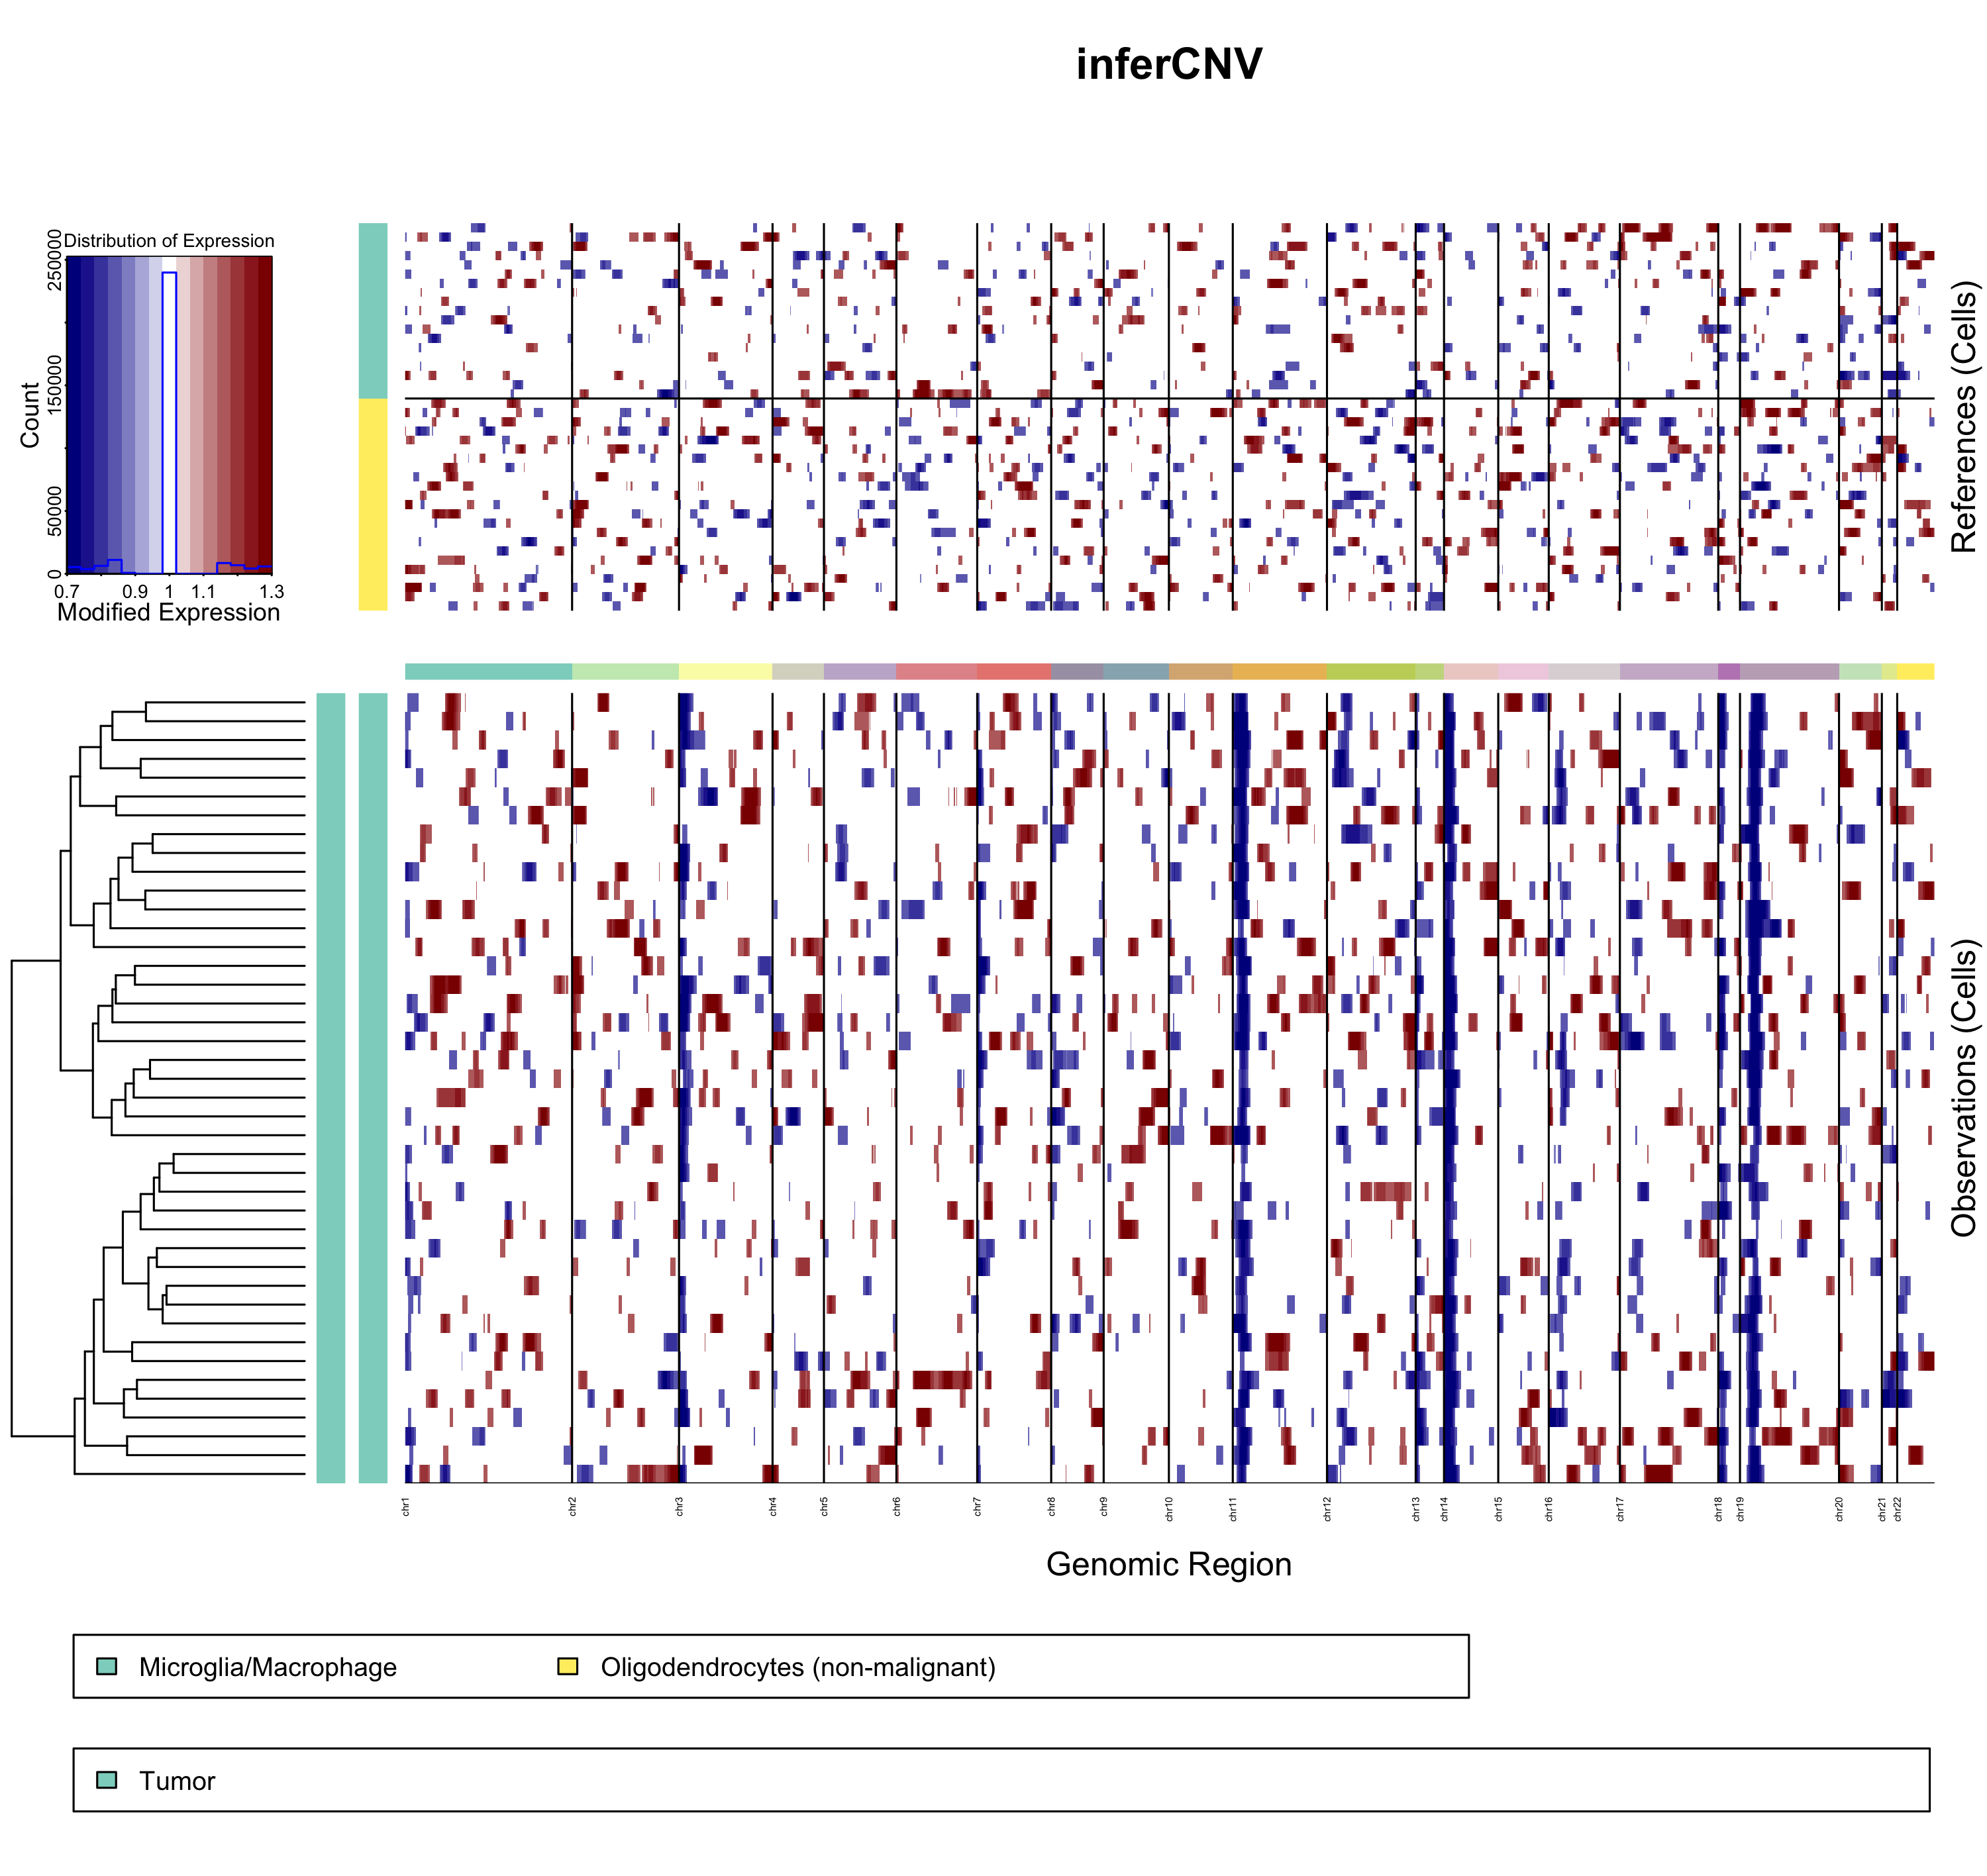 inferCNV
Distribution of Expression
Count
0 50000 150000 250000
0.7 0.9 1 1.1 1.3
Modified Expression
References (Cells)
Observations (Cells)
chr1 chr2 chr3 chr4 chr5 chr6 chr7 chr8 chr9 chr10 chr11 chr12 chr13 chr14 chr15 chr16 chr17 chr18 chr19 chr20 chr21 chr22
Genomic Region
Microglia/Macrophage Oligodendrocytes (non-malignant)
Tumor